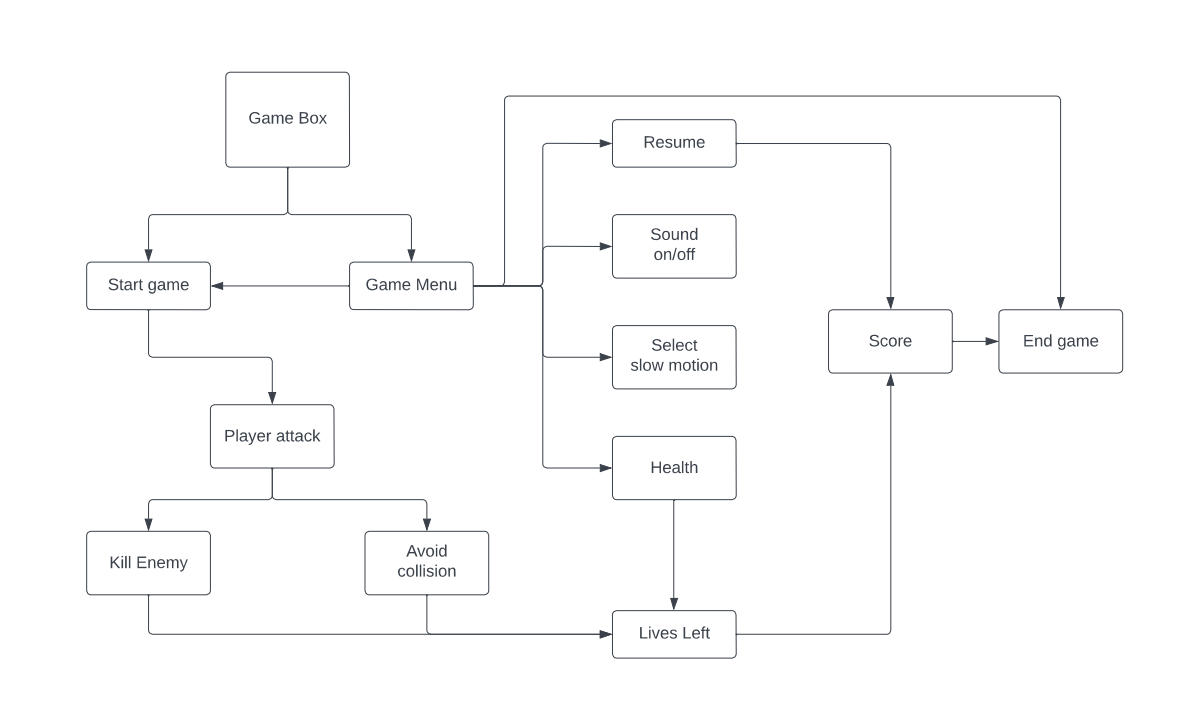 Game Box
Resume
Sound
on/off
Start game
Game Menu
Select
slow motion
Score
End game
Player attack
Health
Kill Enemy
Avoid
collision
Lives Left